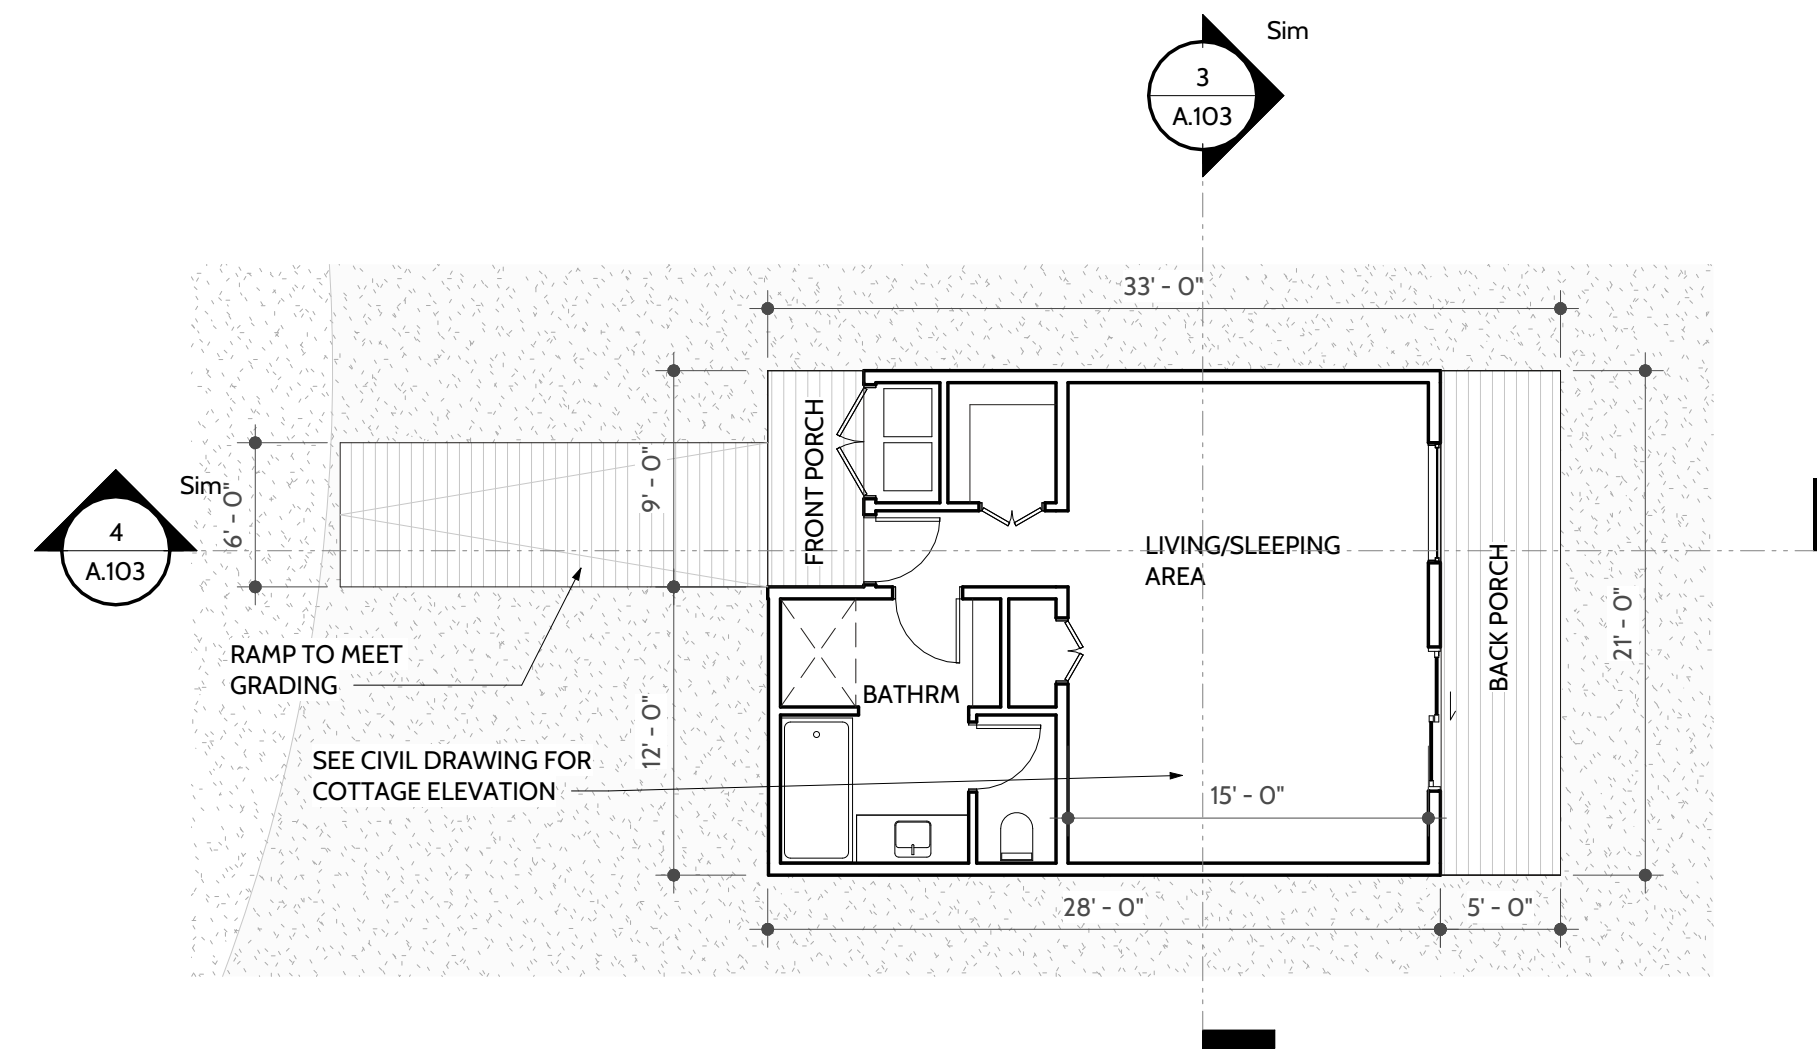 Sim
3
A.103
33' - 0"
Sim
6' - 0"
4
A.103
9' - 0"
FRONT PORCH
LIVING/SLEEPING
AREA
BACK PORCH
21' - 0"
RAMP TO MEET
GRADING
BATHRM
12' - 0"
SEE CIVIL DRAWING FOR
COTTAGE ELEVATION
15' - 0"
28' - 0"
5' - 0"